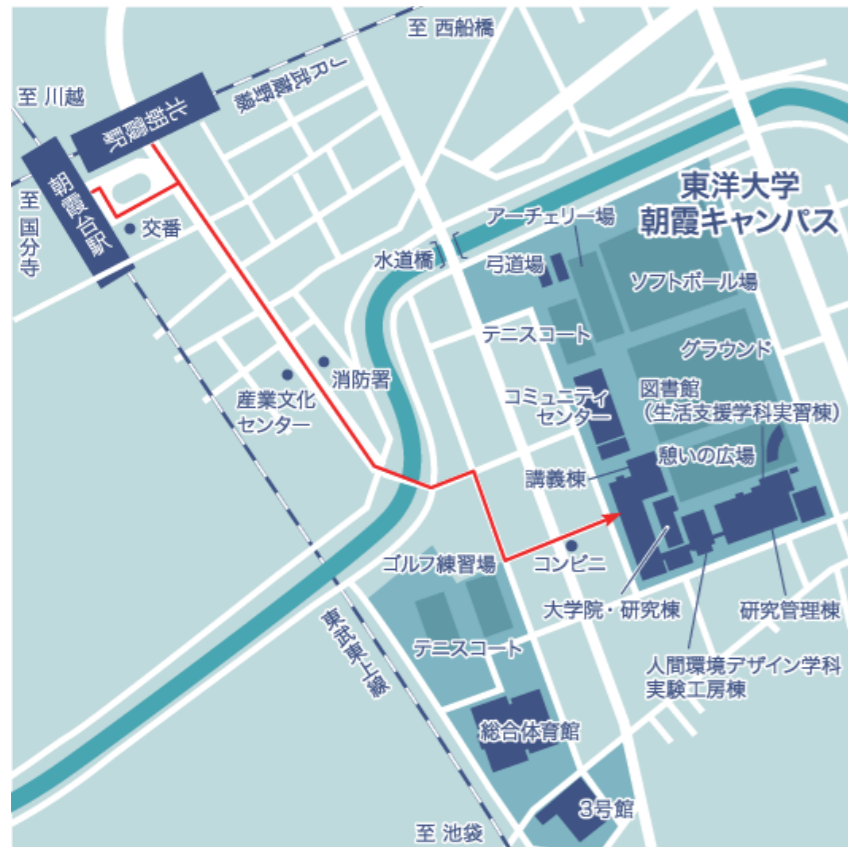 至 西船橋
JR武蔵野線
至 川越
北朝霞駅
朝霞台駅
至 国分寺
交番
東洋大学
朝霞キャンパス
アーチェリー場
水道橋
弓道場
ソフトボール場
テニスコート
グラウンド
消防署
産業文化
センター
コミュニティ
センター
図書館
(生活支援学科実習棟)
憩いの広場
講義棟
ゴルフ練習場
コンビニ
大学院・研究棟
研究管理棟
東武東上線
テニスコート
人間環境デザイン学科
実験工房棟
総合体育館
3号館
至 池袋